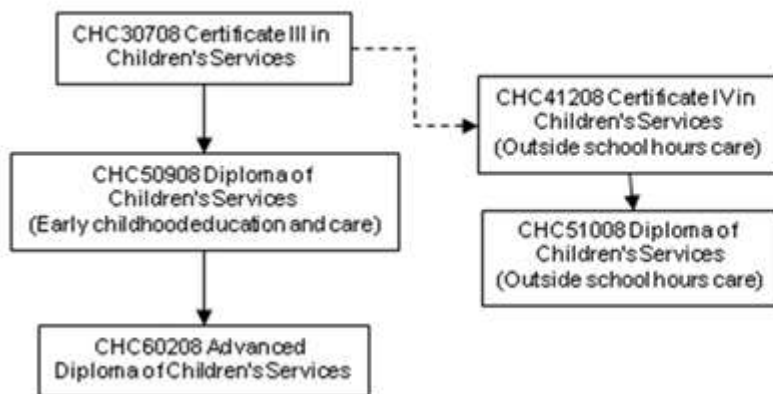 CHC30708 Certificate III in
Children's Services
CHC41208 Certificate IV in
Children's Services
(Outside school hours care)
CHC50908 Diploma of
Children's Services
(Early childhood education and care)
CHC51008 Diploma of
Children's Services
(Outside school hours care)
CHC60208 Advanced
Diploma of Children's Services